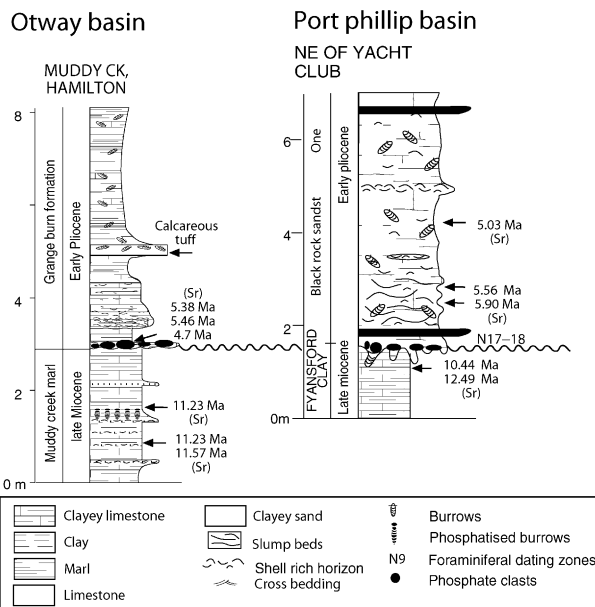 Otway basin
Port phillip basin
MUDDY CK,
HAMILTON
NE OF YACHT
CLUB
8
4
2
0 m
Grange burn formation
Early Pliocene
Muddy creek marl
late Miocene
Calcareous
tuff
(Sr)
5.38 Ma
5.46 Ma
4.7 Ma
11.23 Ma
(Sr)
11.23 Ma
11.57 Ma
(Sr)
6
4
2
0m
Black rock sandst One
Early pliocene
FYANSFORD
CLAY
Late miocene
5.03 Ma
(Sr)
5.56 Ma
5.90 Ma
(Sr)
N17–18
10.44 Ma
12.49 Ma
(Sr)
Clayey limestone
Clay
Marl
Limestone
Clayey sand
Slump beds
Shell rich horizon
Cross bedding
Burrows
Phosphatised burrows
N9 Foraminiferal dating zones
Phosphate clasts